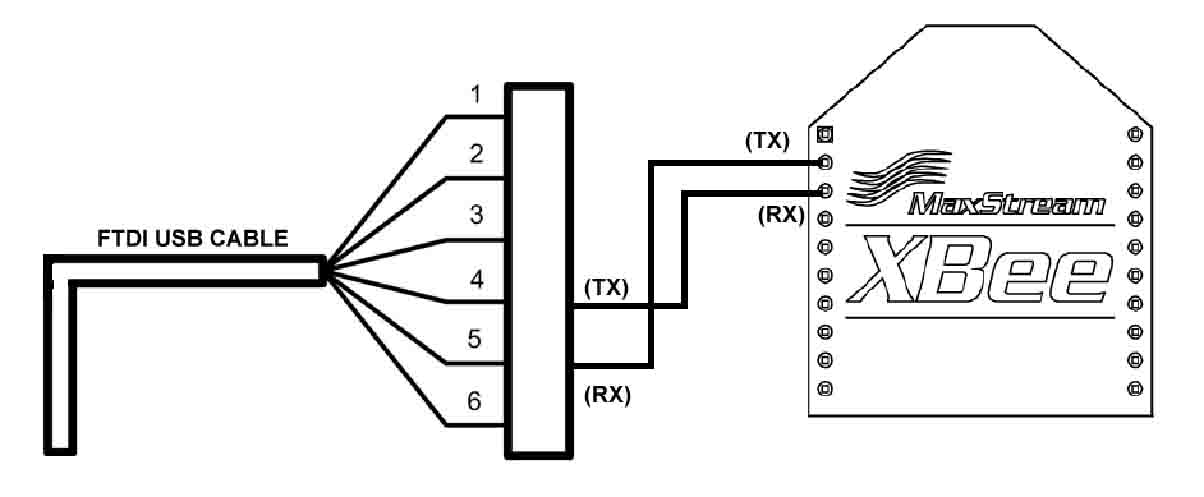 1
2
3
4
5
6
FTDI USB CABLE
(TX)
(RX)
(TX)
(RX)
MaxStream
XBee